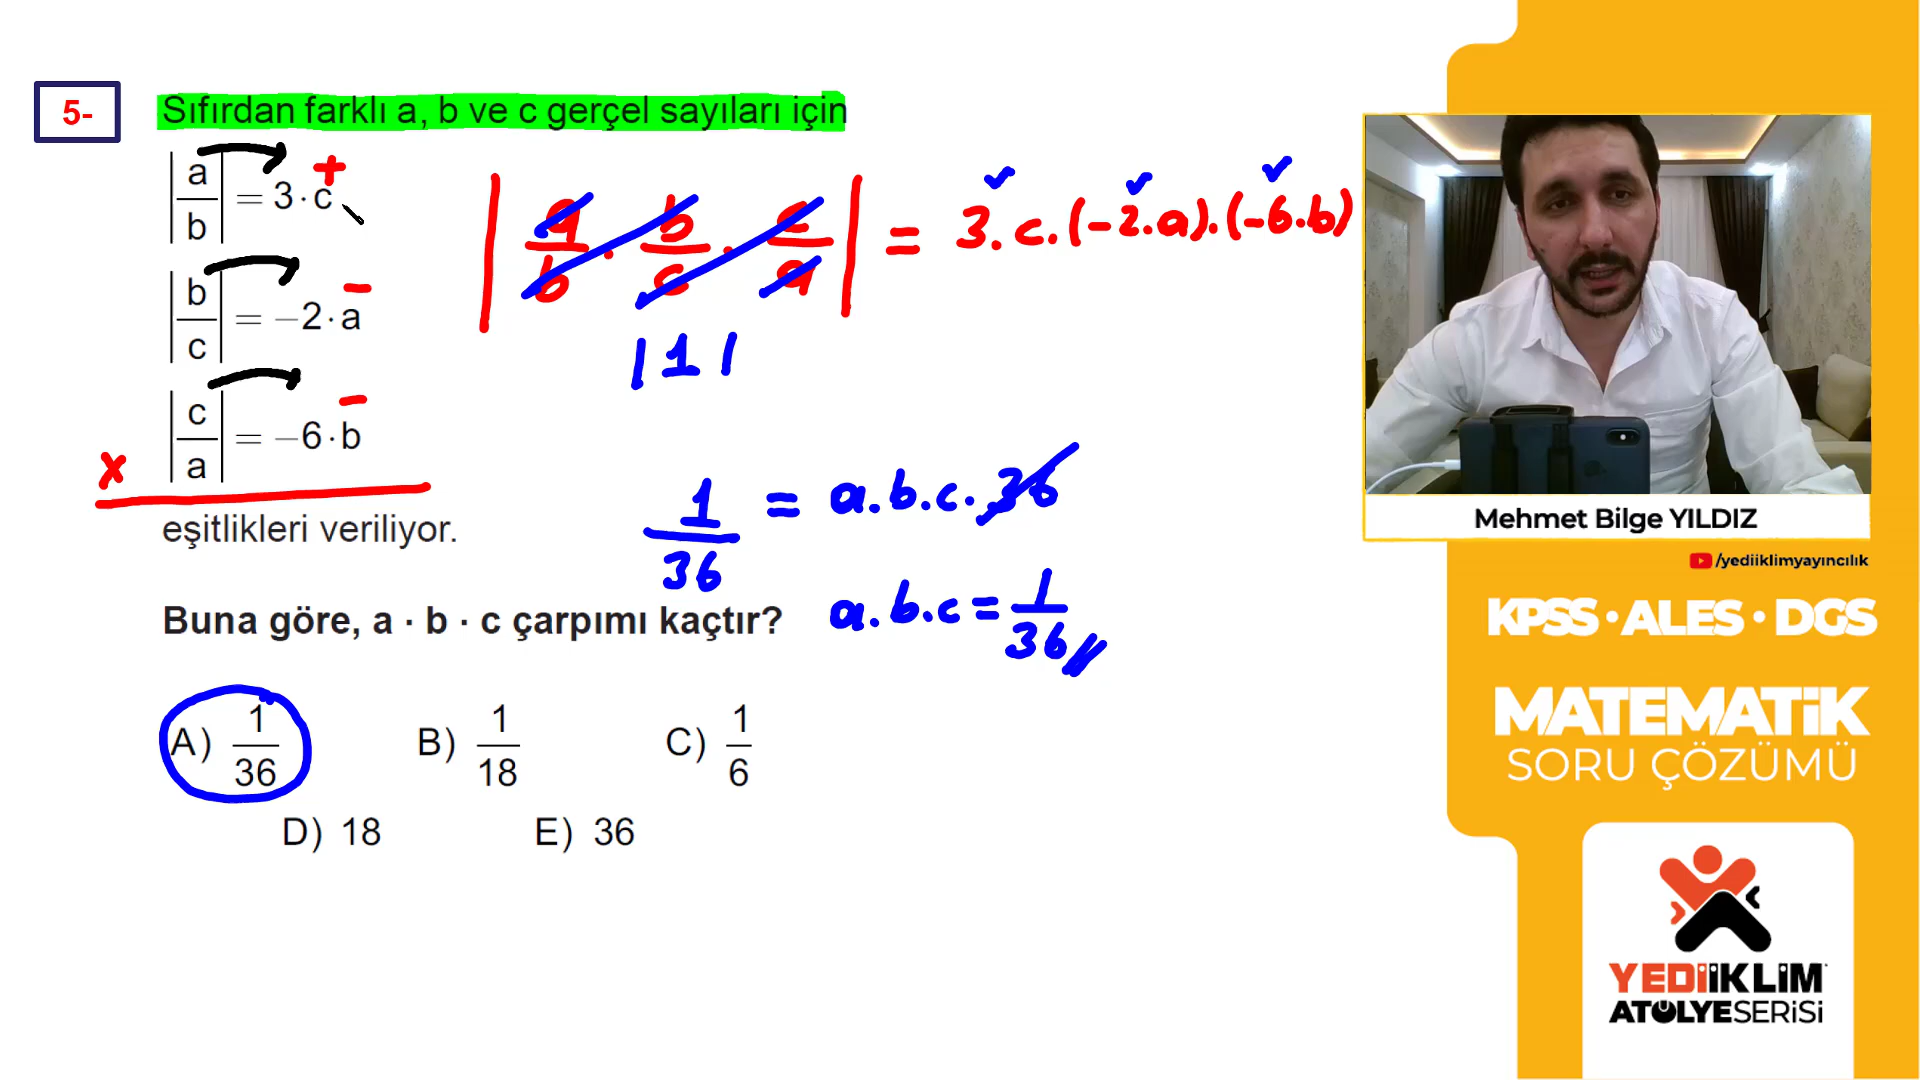 5-
Sıfırdan farklı a, b ve c gerçel sayıları için
|a/b| = 3·c +
|b/c| = -2·a -
|c/a| = -6·b -
x
eşitlikleri veriliyor.
Buna göre, a · b · c çarpımı kaçtır?
A) 1/36 B) 1/18 C) 1/6
D) 18 E) 36
|a/b · b/c · c/a| = 3.c.(-2.a).(-6.b)
|1|
1/36 = a.b.c.36
a.b.c = 1/36
Mehmet Bilge YILDIZ
/yediiklimyayıncılık
KPSS • ALES • DGS
MATEMATİK
SORU ÇÖZÜMÜ
YEDİİKLİM
ATÖLYESERİSİ